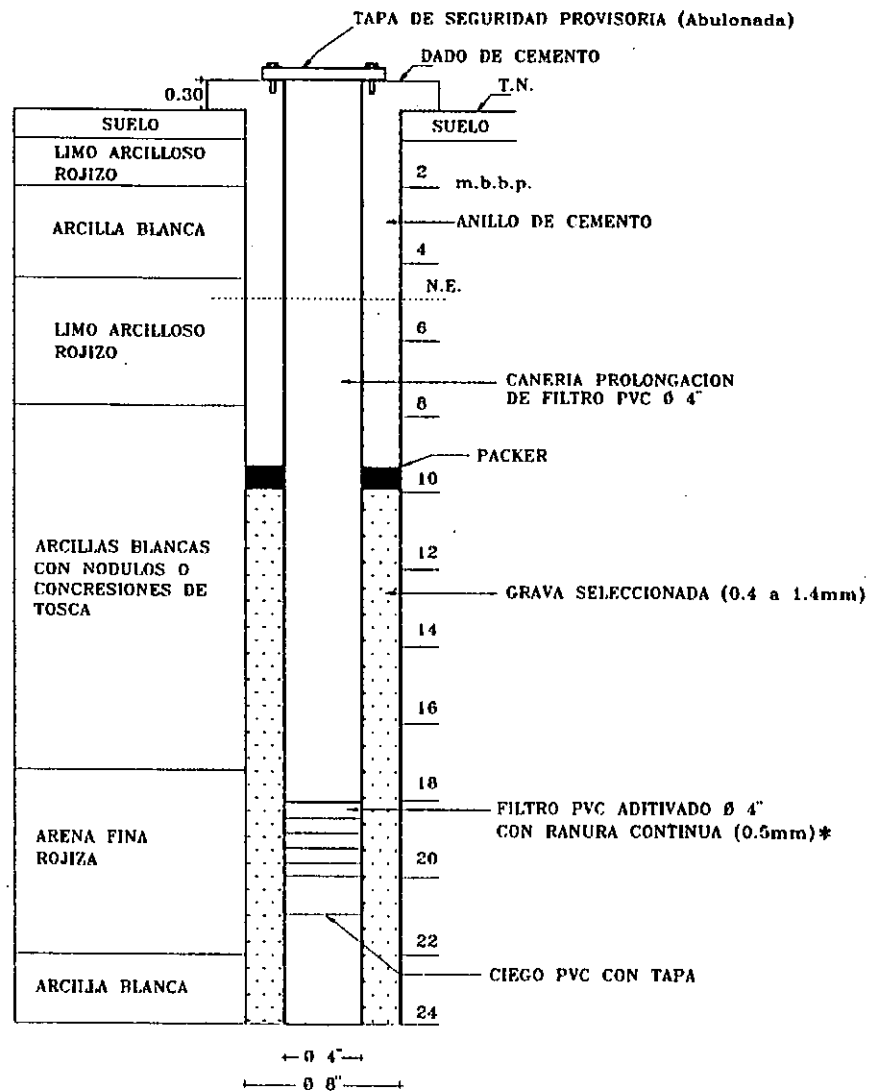 TAPA DE SEGURIDAD PROVISORIA (Abulonada)
DADO DE CEMENTO
T.N.
0.30
SUELO
SUELO
LIMO ARCILLOSO
ROJIZO
2
m.b.b.p.
ARCILLA BLANCA
ANILLO DE CEMENTO
4
N.E.
LIMO ARCILLOSO
ROJIZO
6
CANERIA PROLONGACION
DE FILTRO PVC Ø 4"
8
PACKER
10
ARCILLAS BLANCAS
CON NODULOS O
CONCRESIONES DE
TOSCA
12
GRAVA SELECCIONADA (0.4 a 1.4mm)
14
16
18
FILTRO PVC ADITIVADO Ø 4"
CON RANURA CONTINUA (0.5mm)*
ARENA FINA
ROJIZA
20
22
CIEGO PVC CON TAPA
ARCILLA BLANCA
24
Ø 4"
Ø 8"